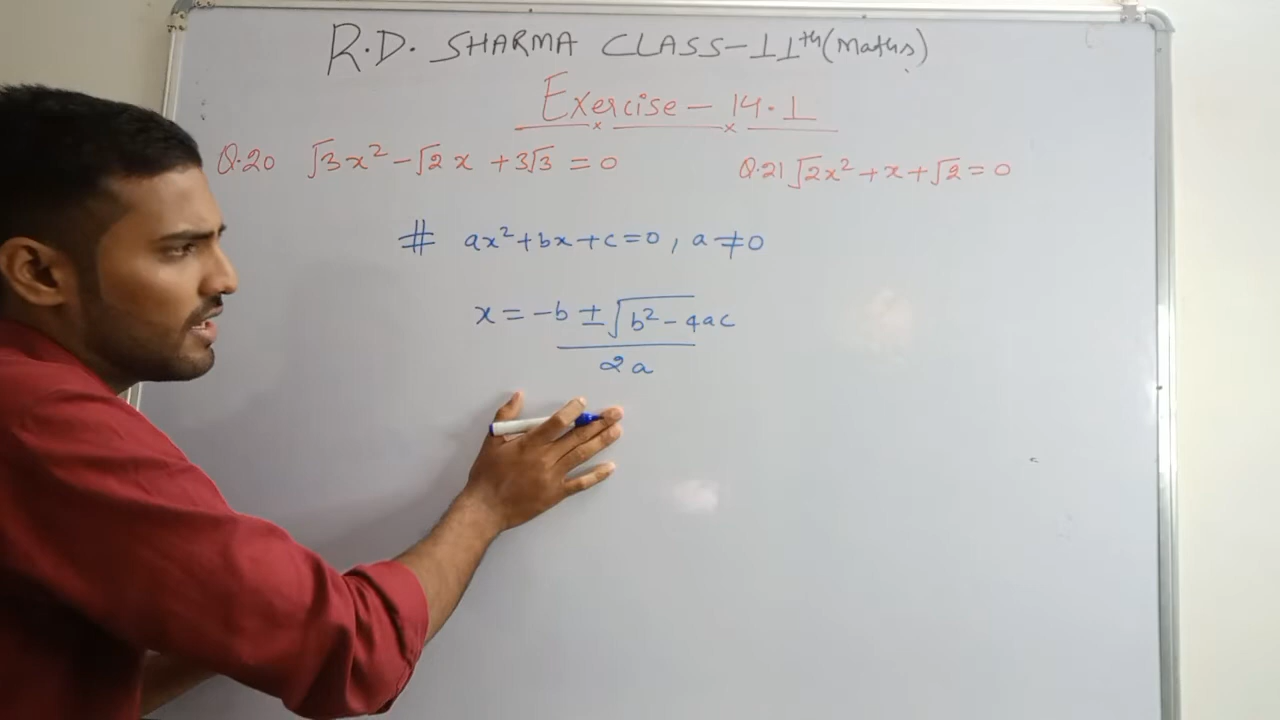 R.D. SHARMA CLASS-11th (Maths)
Exercise - 14.1
Q.20 √3x² - √2x + 3√3 = 0
Q.21 √2x² + x + √2 = 0
# ax² + bx + c = 0, a ≠ 0
x = -b ± √b² - 4ac
2a